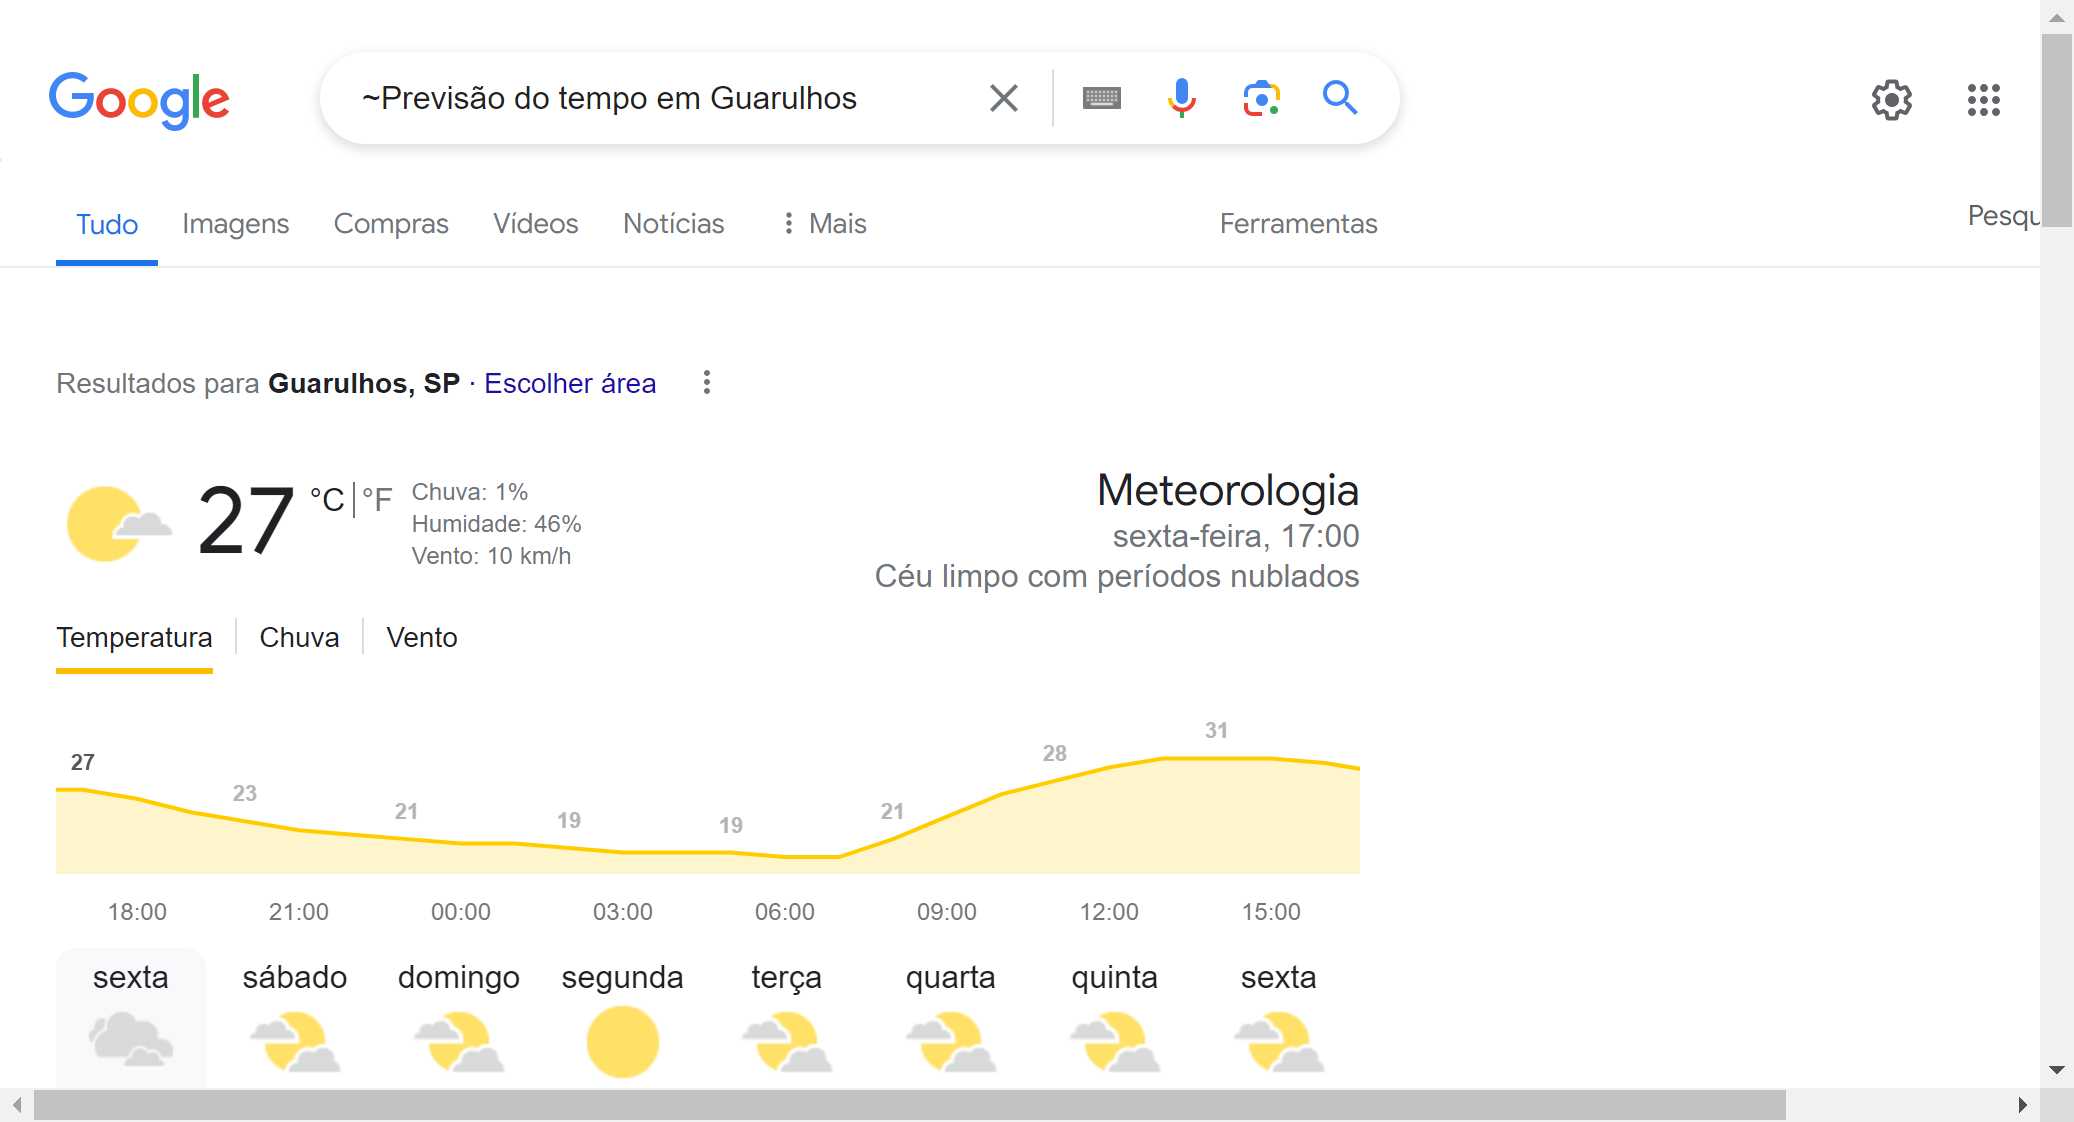 Google
~Previsão do tempo em Guarulhos
Tudo Imagens Compras Vídeos Notícias Mais Ferramentas
Resultados para Guarulhos, SP · Escolher área
27 °C | °F
Chuva: 1%
Humidade: 46%
Vento: 10 km/h
Meteorologia
sexta-feira, 17:00
Céu limpo com períodos nublados
Temperatura Chuva Vento
27 23 21 19 19 21 28 31
18:00 21:00 00:00 03:00 06:00 09:00 12:00 15:00
sexta sábado domingo segunda terça quarta quinta sexta